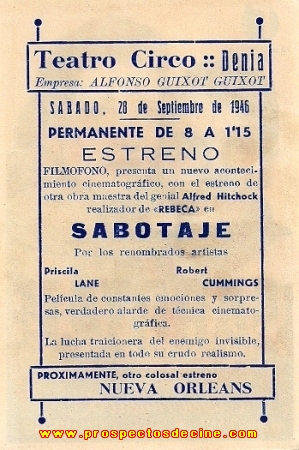 Teatro Circo :: Denia
Empresa: ALFONSO GUIXOT GUIXOT
SABADO, 28 de Septiembre de 1946
PERMANENTE DE 8 A 1'15
ESTRENO
FILMOFONO, presenta un nuevo acontecí-
miento cinematográfico, con el estreno de
otra obra maestra del genial Alfred Hitchock
realizador de «REBECA» en
SABOTAJE
Por los renombrados artistas
Priscila Robert
LANE CUMMINGS
Película de constantes emociones y sorpre-
sas, verdadero alarde de técnica cinemato-
gráfica.
La lucha traicionera del enemigo invisible,
presentada en todo su crudo realismo.
PROXIMAMENTE, otro colosal estreno
NUEVA ORLEANS
www.prospectosdecine.com